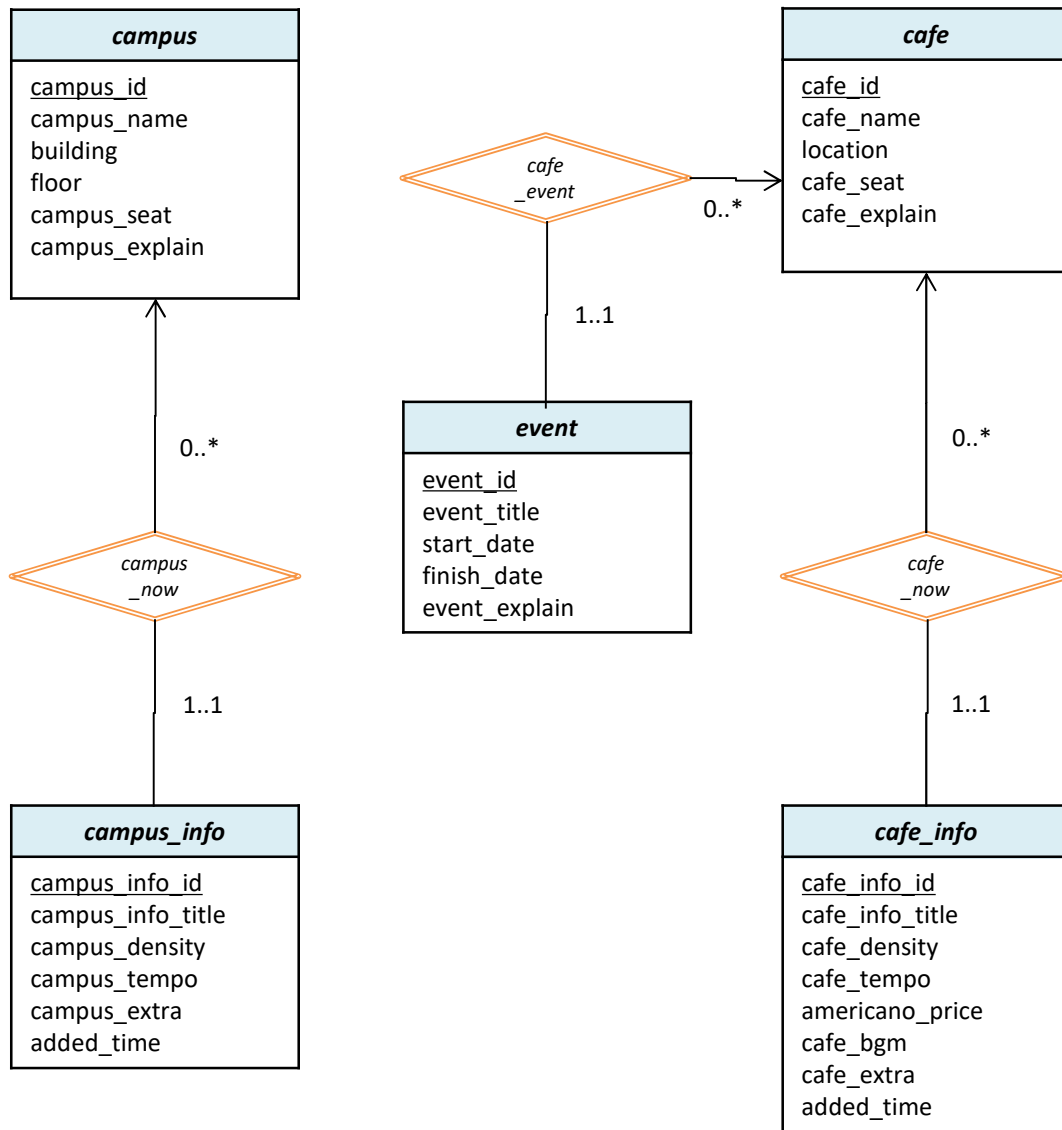 campus
campus_id
campus_name
building
floor
campus_seat
campus_explain
cafe
_event
0..*
cafe
cafe_id
cafe_name
location
cafe_seat
cafe_explain
1..1
event
event_id
event_title
start_date
finish_date
event_explain
0..*
campus
_now
1..1
campus_info
campus_info_id
campus_info_title
campus_density
campus_tempo
campus_extra
added_time
0..*
cafe
_now
1..1
cafe_info
cafe_info_id
cafe_info_title
cafe_density
cafe_tempo
americano_price
cafe_bgm
cafe_extra
added_time